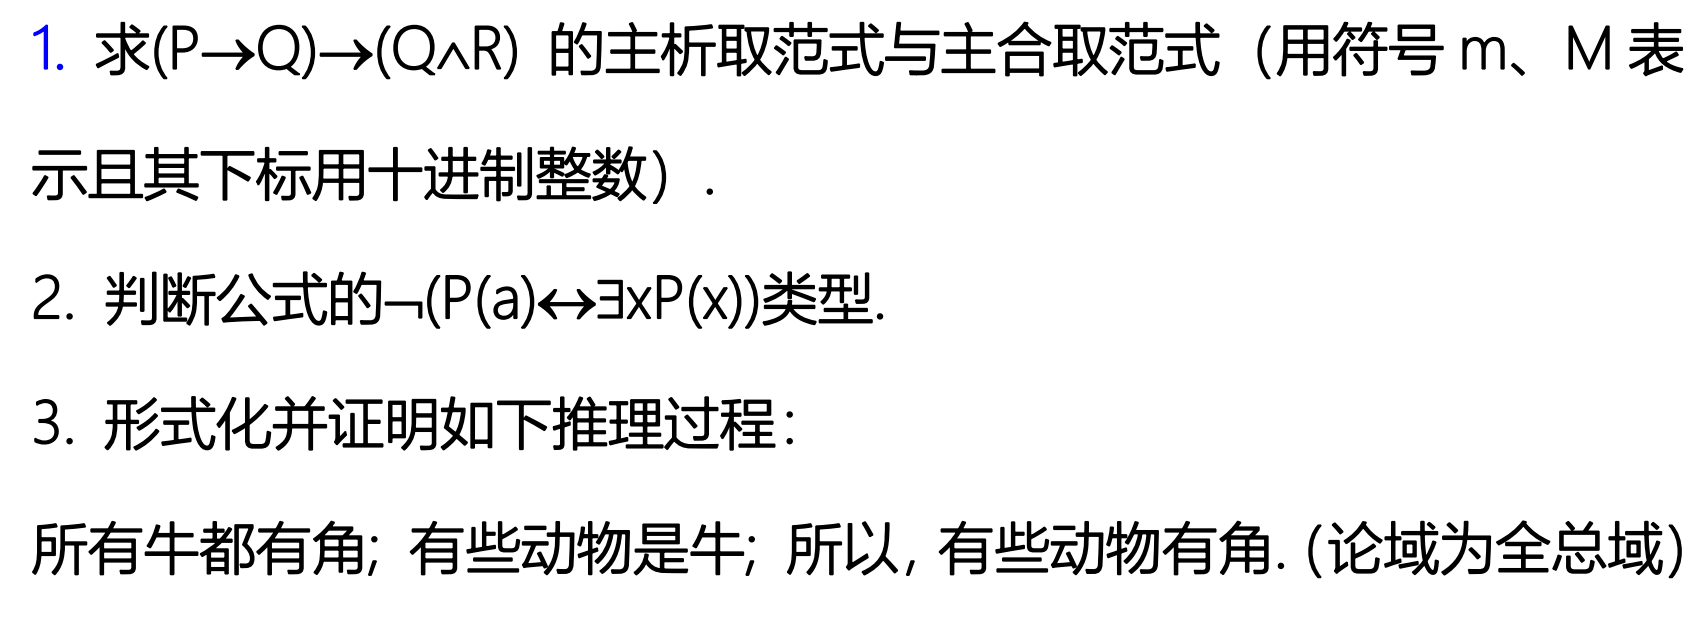 1. 求(P→Q)→(Q∧R) 的主析取范式与主合取范式（用符号 m、M 表
示且其下标用十进制整数）.
2. 判断公式的¬(P(a)↔∃xP(x))类型.
3. 形式化并证明如下推理过程：
所有牛都有角; 有些动物是牛; 所以, 有些动物有角. (论域为全总域)